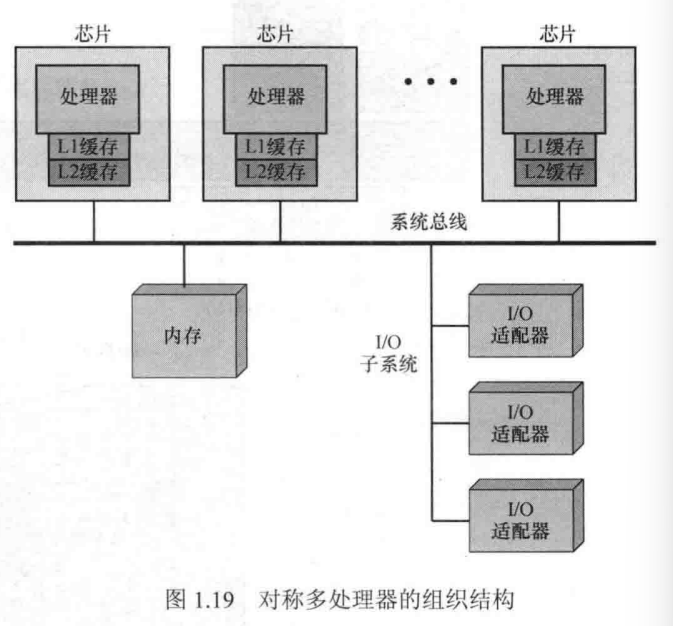 芯片
芯片
芯片
处理器
L1缓存
L2缓存
处理器
L1缓存
L2缓存
处理器
L1缓存
L2缓存
系统总线
内存
I/O
子系统
I/O
适配器
I/O
适配器
I/O
适配器
图 1.19 对称多处理器的组织结构